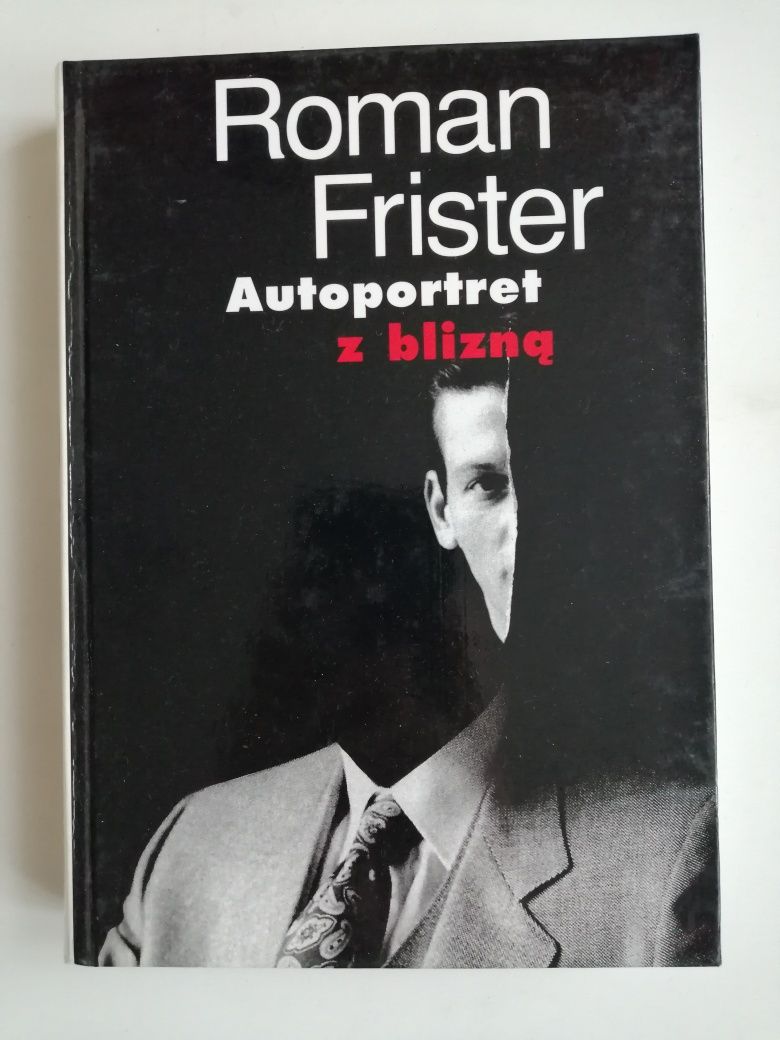 Roman
Frister
Autoportret
z blizną